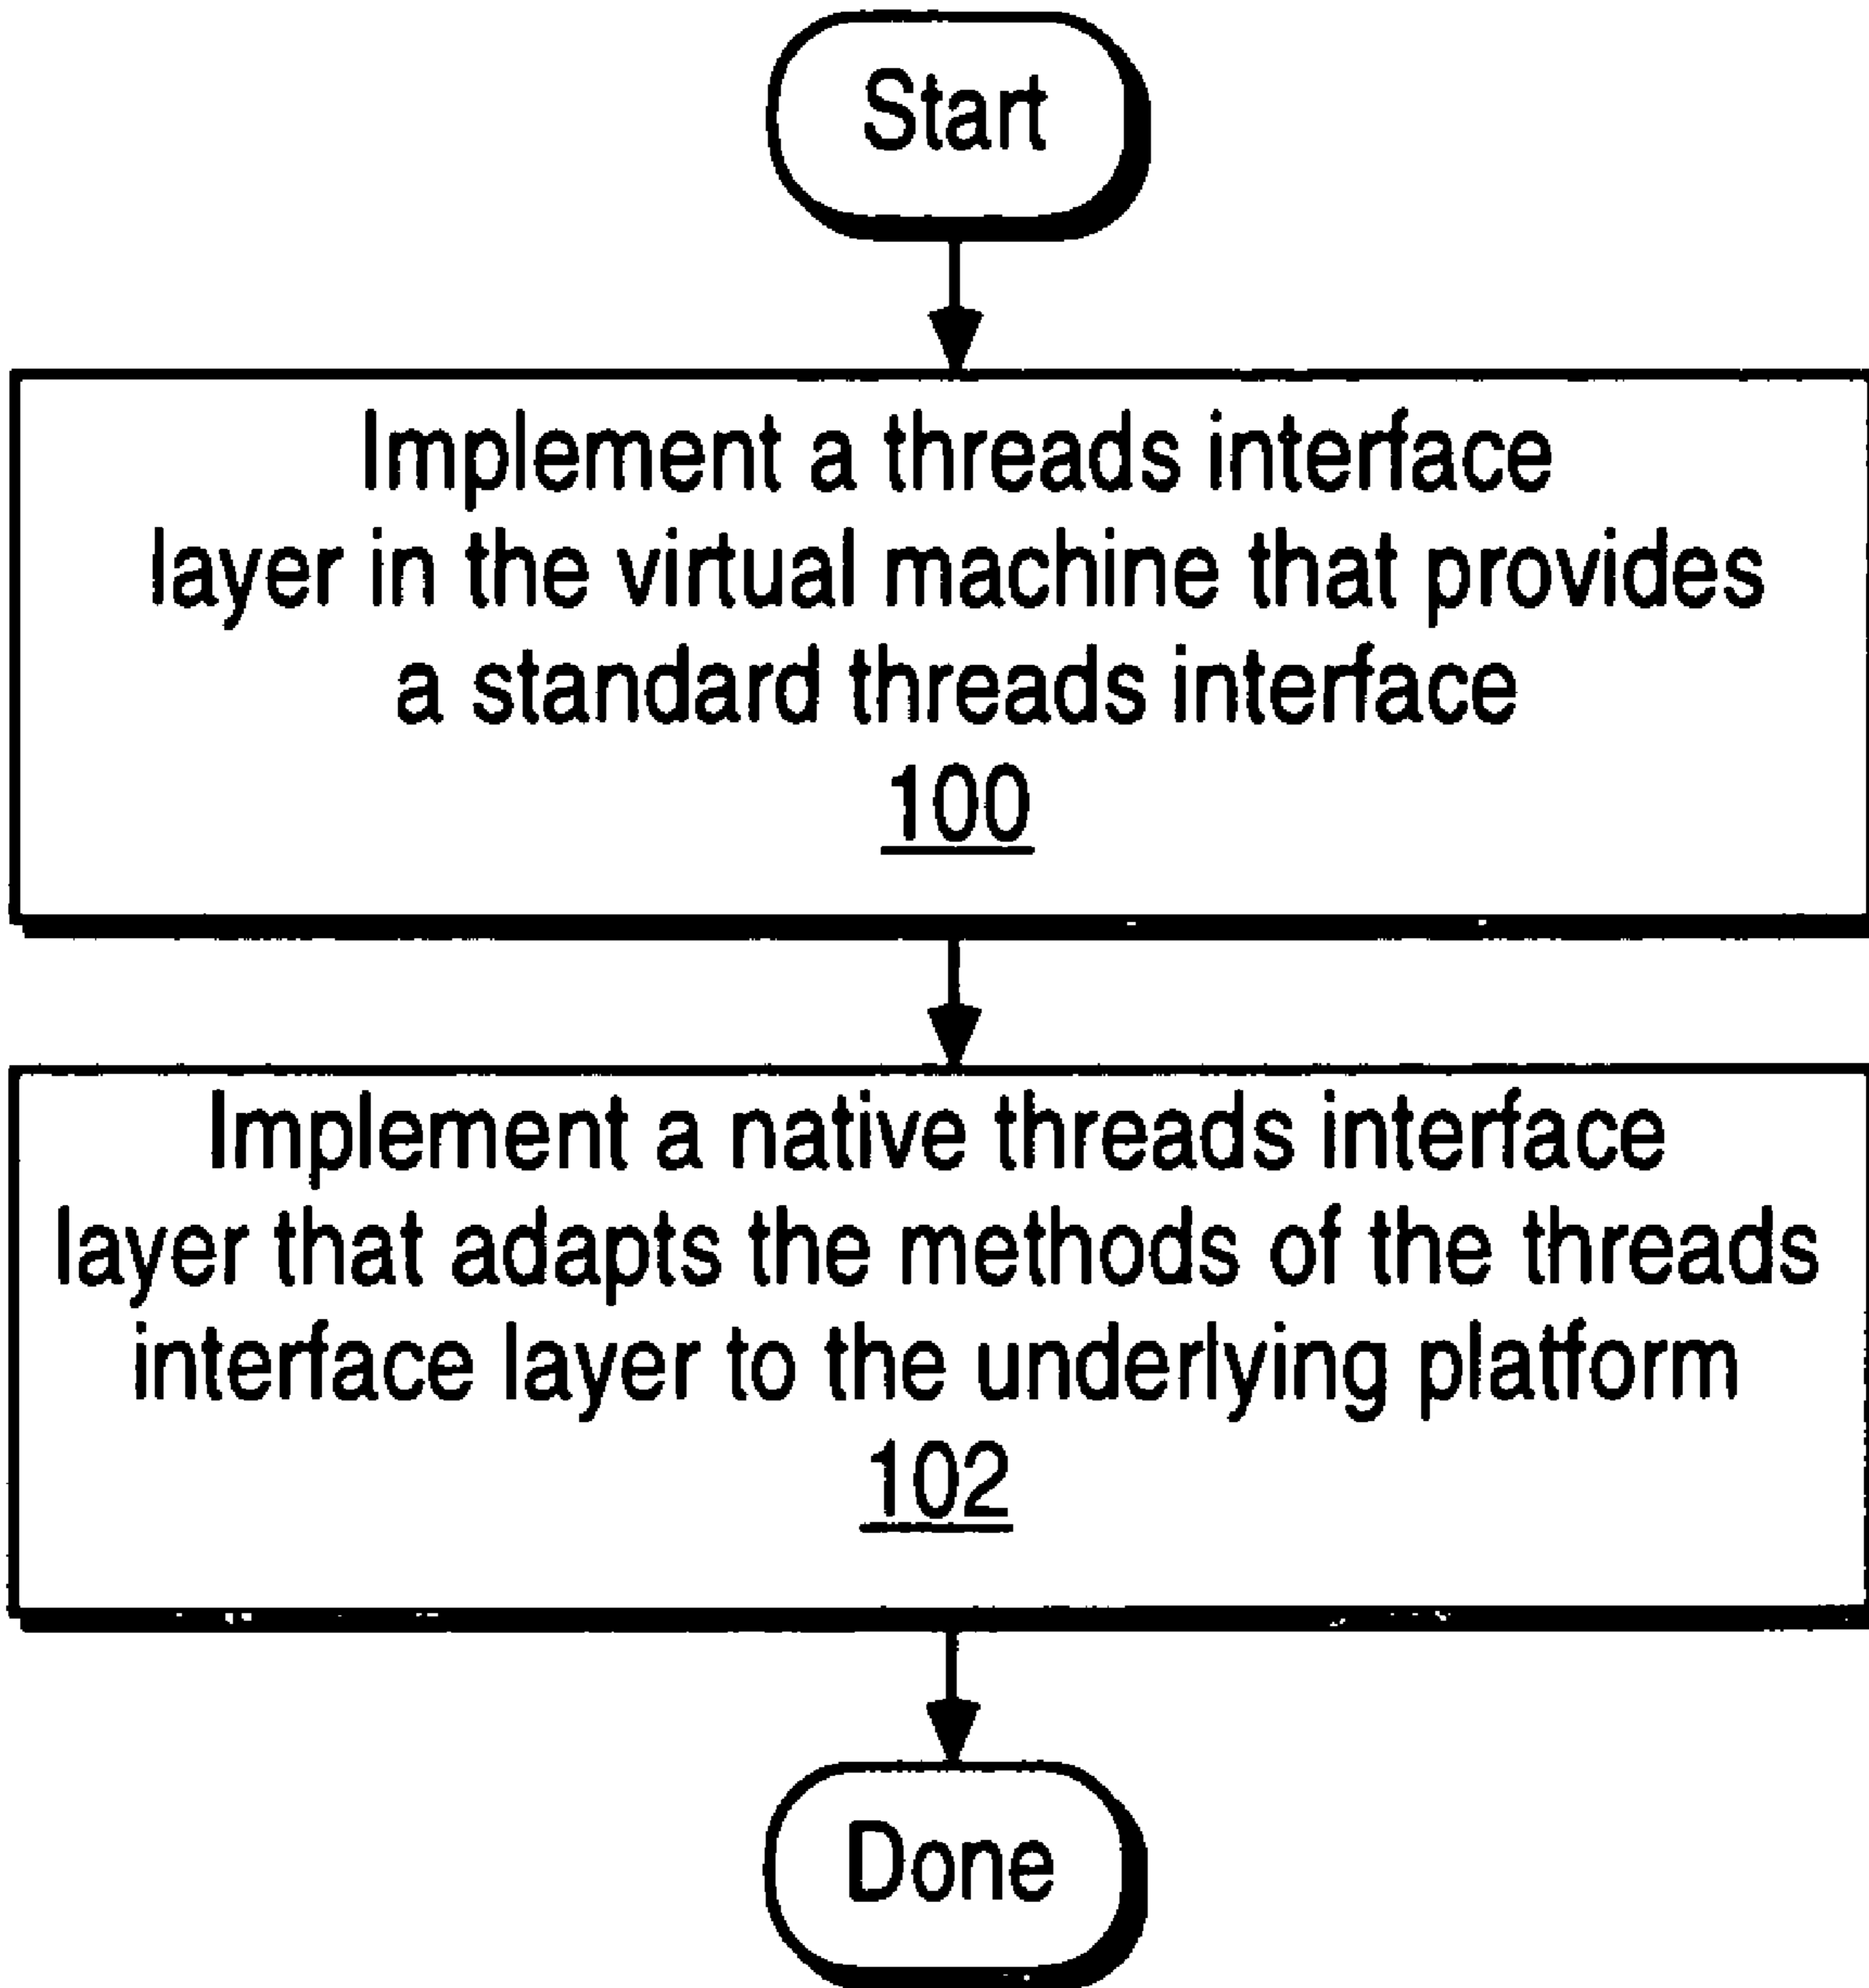 Start
Implement a threads interface
layer in the virtual machine that provides
a standard threads interface
100
Implement a native threads interface
layer that adapts the methods of the threads
interface layer to the underlying platform
102
Done